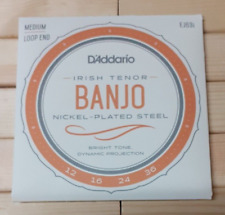 MEDIUM
LOOP END
EJ63i
D'Addario
IRISH TENOR
BANJO
NICKEL-PLATED STEEL
BRIGHT TONE,
DYNAMIC PROJECTION
12 16 24 36